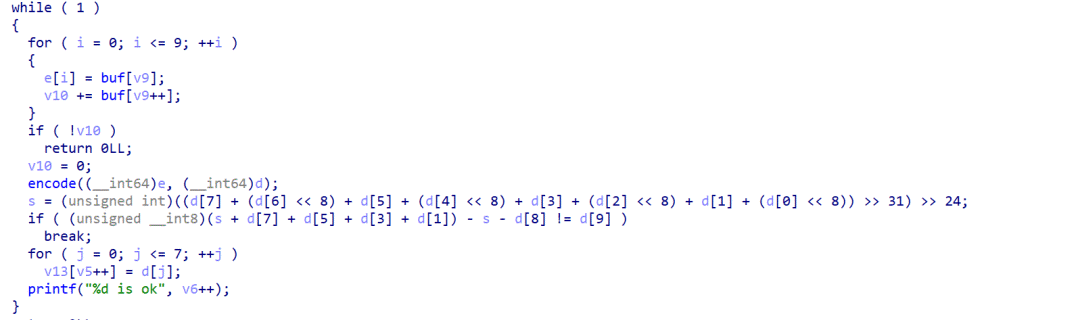 while ( 1 )
{
for ( i = 0; i <= 9; ++i )
{
e[i] = buf[v9];
v10 += buf[v9++];
}
if ( !v10 )
return 0LL;
v10 = 0;
encode((__int64)e, (__int64)d);
s = (unsigned int)((d[7] + (d[6] << 8) + d[5] + (d[4] << 8) + d[3] + (d[2] << 8) + d[1] + (d[0] << 8)) >> 31) >> 24;
if ( (unsigned __int8)(s + d[7] + d[5] + d[3] + d[1]) - s - d[8] != d[9] )
break;
for ( j = 0; j <= 7; ++j )
v13[v5++] = d[j];
printf("%d is ok", v6++);
}